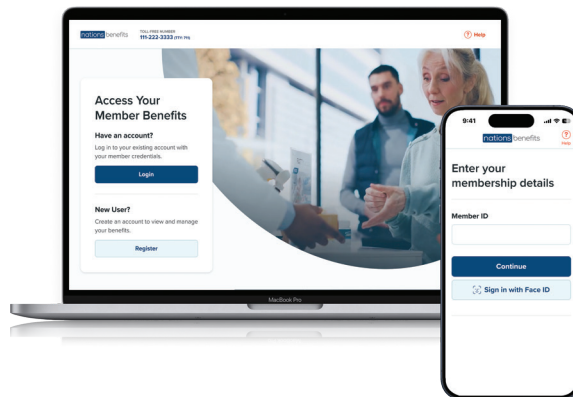 nations benefits
TOLL-FREE NUMBER
111-222-3333 (TTY: 711)
Help
Access Your
Member Benefits
Have an account?
Log in to your existing account with
your member credentials.
Login
New User?
Create an account to view and manage
your benefits.
Register
MacBook Pro
9:41
nations benefits
Help
Enter your
membership details
Member ID
Continue
Sign in with Face ID